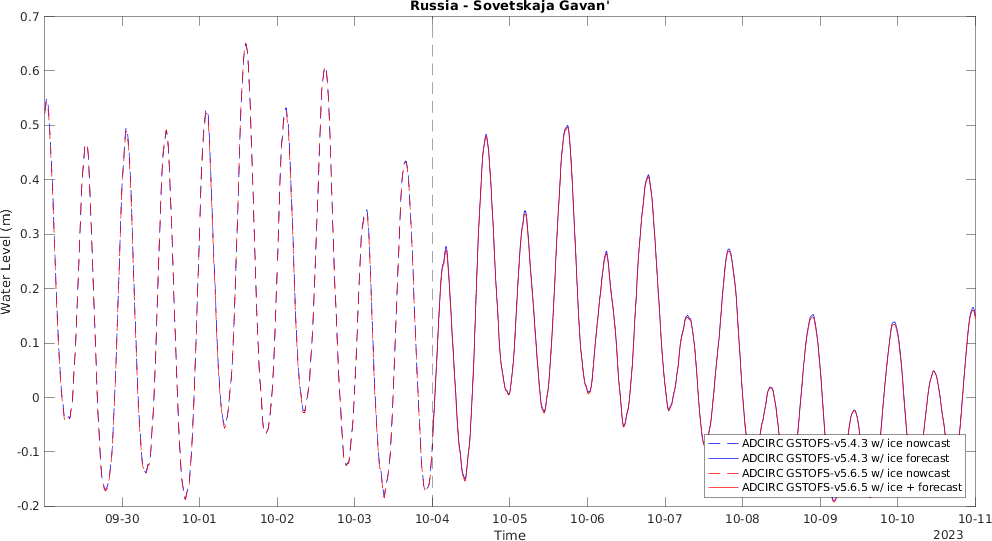 Russia - Sovetskaja Gavan'
0.7
0.6
0.5
0.4
0.3
0.2
0.1
0
-0.1
-0.2
Water Level (m)
ADCIRC GSTOFS-v5.4.3 w/ ice nowcast
ADCIRC GSTOFS-v5.4.3 w/ ice forecast
ADCIRC GSTOFS-v5.6.5 w/ ice nowcast
ADCIRC GSTOFS-v5.6.5 w/ ice + forecast
09-30 10-01 10-02 10-03 10-04 10-05 10-06 10-07 10-08 10-09 10-10 10-11
Time
2023